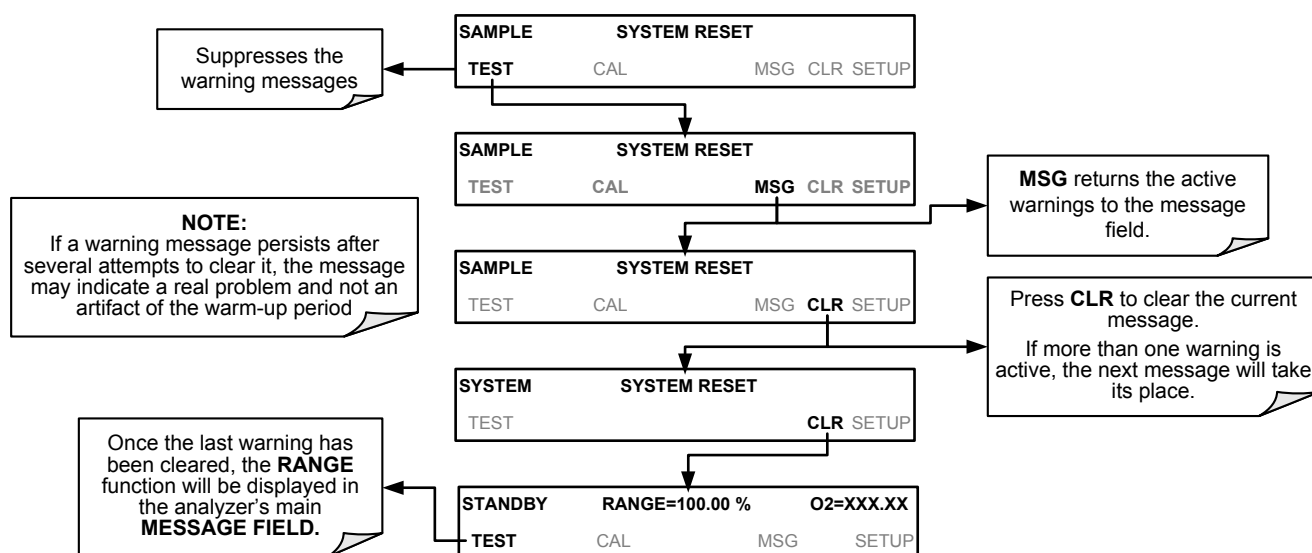 Suppresses the
warning messages
SAMPLE SYSTEM RESET
TEST CAL MSG CLR SETUP
SAMPLE SYSTEM RESET
TEST CAL MSG CLR SETUP
MSG returns the active
warnings to the message
field.
NOTE:
If a warning message persists after
several attempts to clear it, the message
may indicate a real problem and not an
artifact of the warm-up period
SAMPLE SYSTEM RESET
TEST CAL MSG CLR SETUP
Press CLR to clear the current
message.
If more than one warning is
active, the next message will take
its place.
SYSTEM SYSTEM RESET
TEST CLR SETUP
Once the last warning has
been cleared, the RANGE
function will be displayed in
the analyzer's main
MESSAGE FIELD.
STANDBY RANGE=100.00 % O2=XXX.XX
TEST CAL MSG SETUP